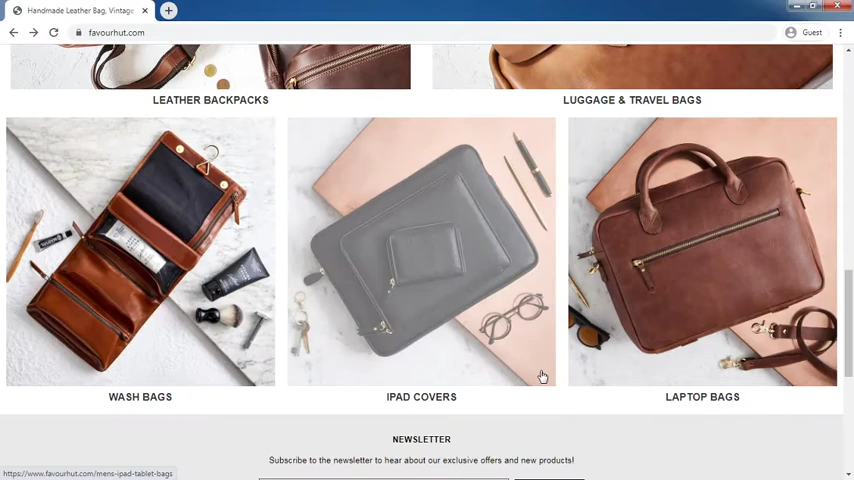 Handmade Leather Bag, Vintage
favourhut.com
Guest
LEATHER BACKPACKS
LUGGAGE & TRAVEL BAGS
WASH BAGS
IPAD COVERS
LAPTOP BAGS
NEWSLETTER
Subscribe to the newsletter to hear about our exclusive offers and new products!
https://www.favourhut.com/mens-ipad-tablet-bags